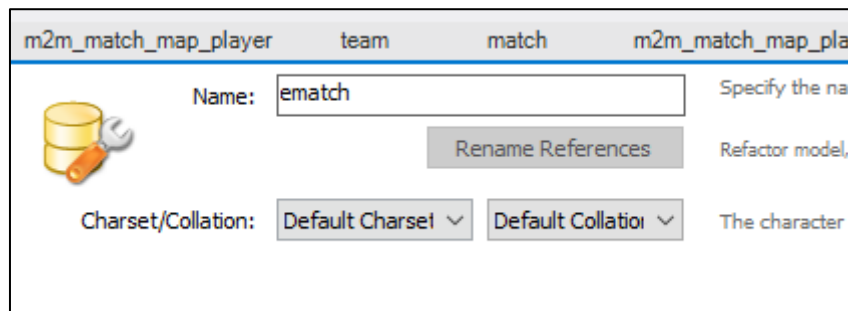 m2m_match_map_player team match m2m_match_map_pla
Name: ematch Specify the na
Rename References Refactor model,
Charset/Collation: Default Charset Default Collation The character